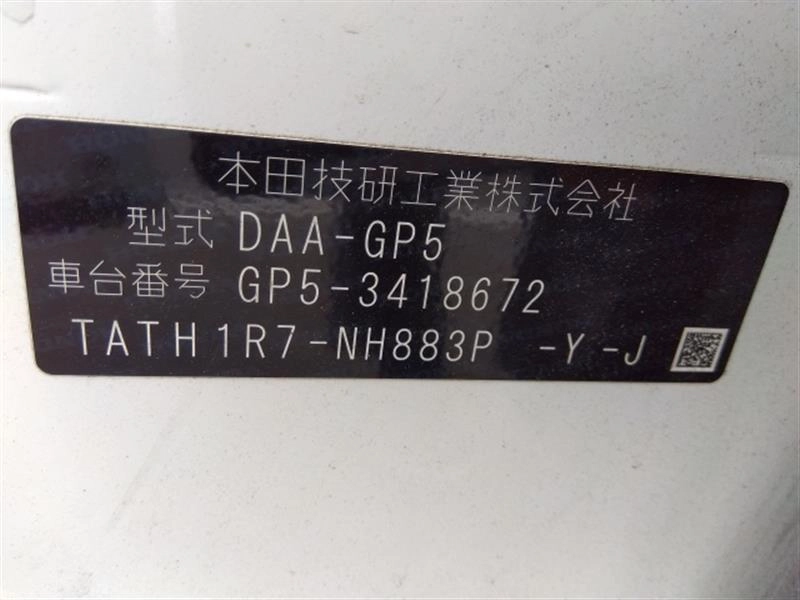 本田技研工業株式会社
型式 DAA-GP5
車台番号 GP5-3418672
TATH1R7-NH883P -Y-J